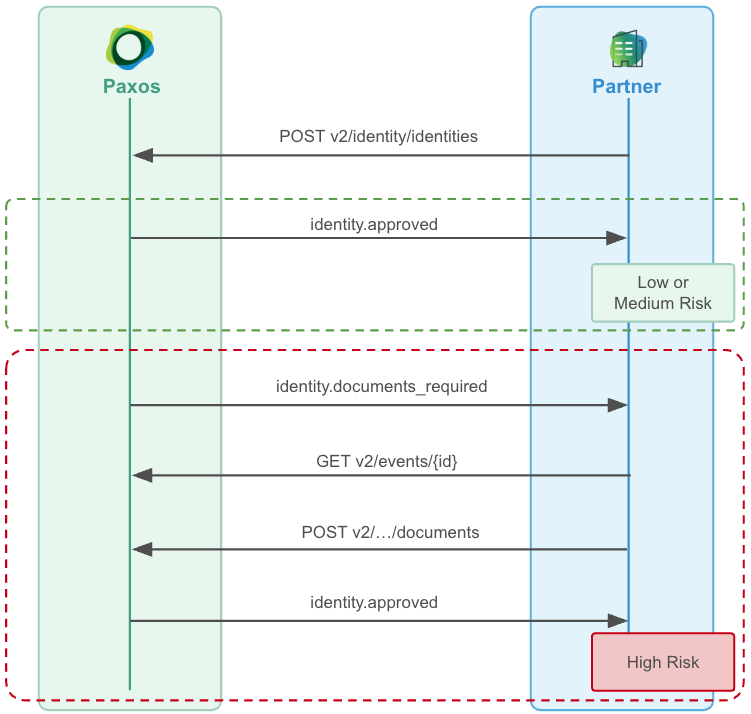 Paxos
Partner
POST v2/identity/identities
identity.approved
Low or
Medium Risk
identity.documents_required
GET v2/events/{id}
POST v2/…/documents
identity.approved
High Risk